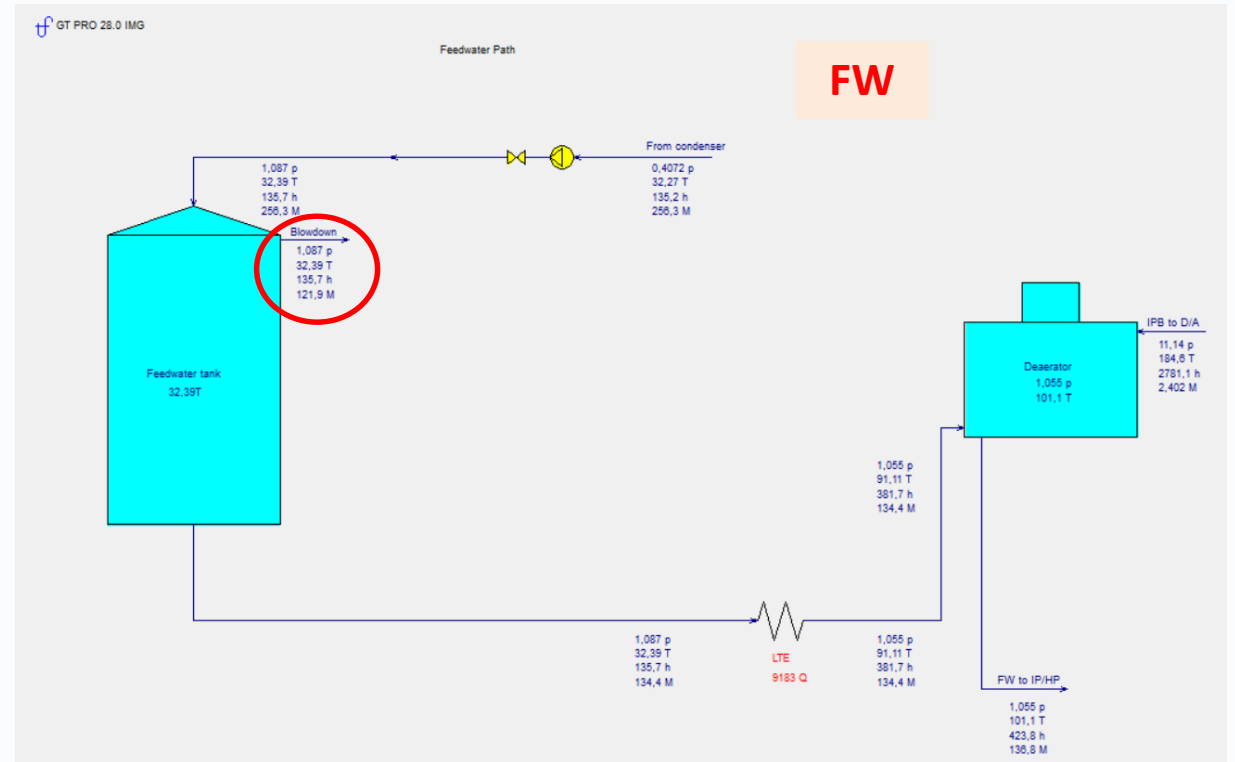 GT PRO 28.0 IMG
Feedwater Path
FW
From condenser
0,4072 p
32,27 T
135,2 h
256,3 M
1,087 p
32,39 T
135,7 h
256,3 M
Blowdown
1,087 p
32,39 T
135,7 h
121,9 M
Feedwater tank
32,39T
IPB to D/A
11,14 p
184,6 T
2781,1 h
2,402 M
Deaerator
1,055 p
101,1 T
1,055 p
91,11 T
381,7 h
134,4 M
1,087 p
32,39 T
135,7 h
134,4 M
LTE
9183 Q
1,055 p
91,11 T
381,7 h
134,4 M
FW to IP/HP
1,055 p
101,1 T
423,8 h
136,8 M